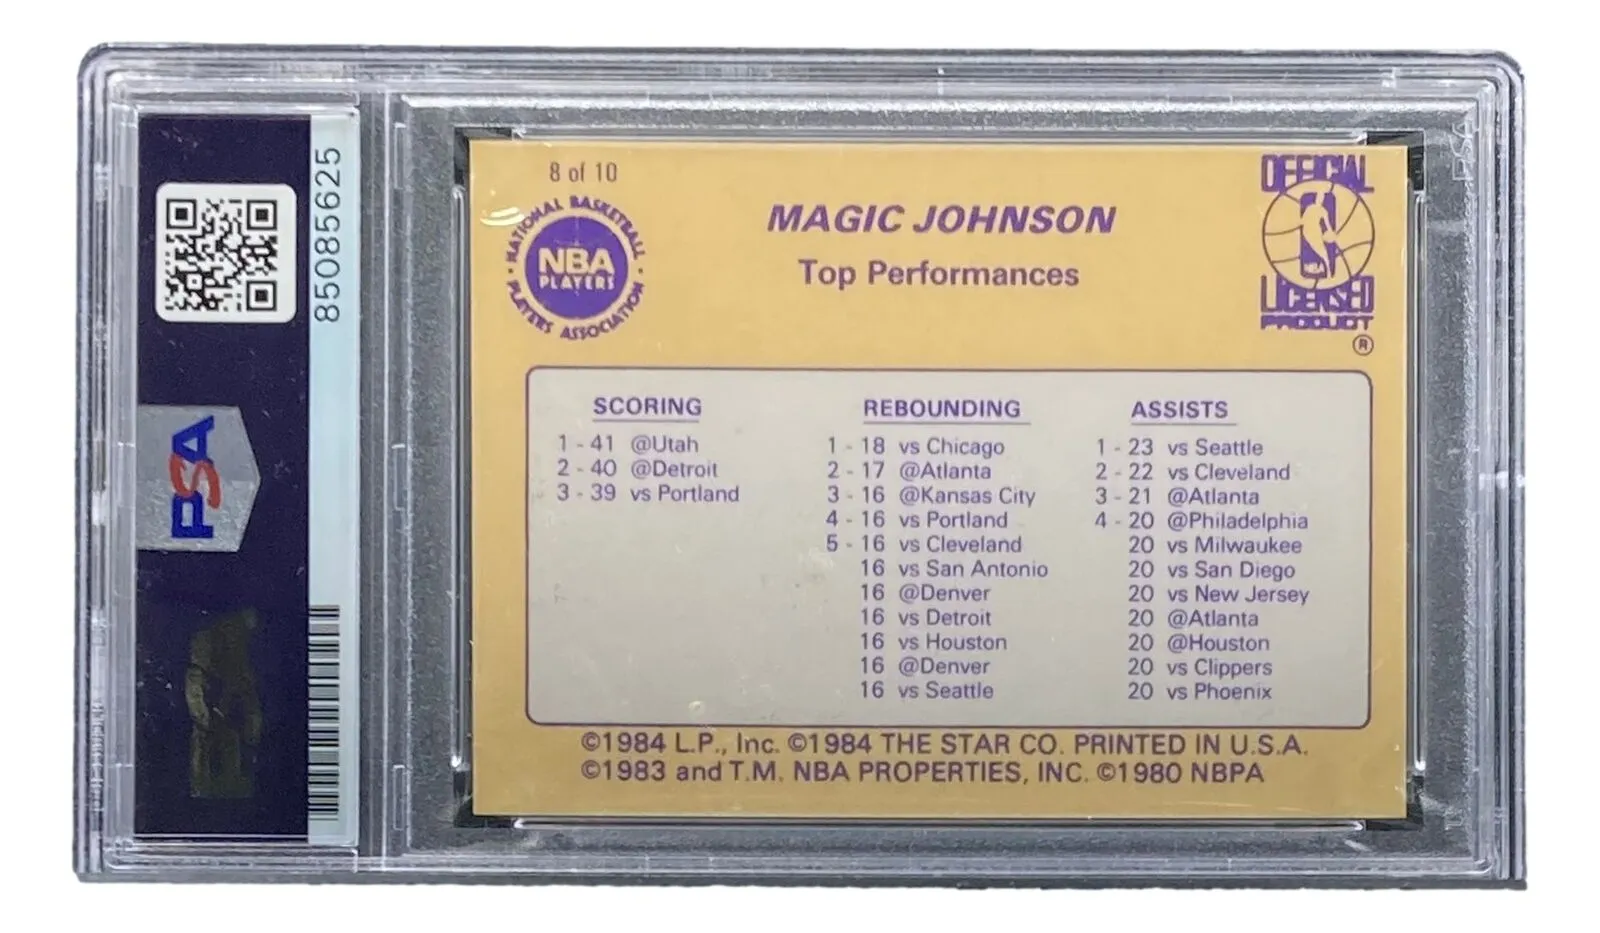 85085625
PSA
8 of 10
NATIONAL BASKETBALL
NBA
PLAYERS
PLAYERS ASSOCIATION
MAGIC JOHNSON
Top Performances
OFFICIAL
NBA
LICENSED
PRODUCT
®
SCORING
1 - 41 @Utah
2 - 40 @Detroit
3 - 39 vs Portland
REBOUNDING
1 - 18 vs Chicago
2 - 17 @Atlanta
3 - 16 @Kansas City
4 - 16 vs Portland
5 - 16 vs Cleveland
16 vs San Antonio
16 @Denver
16 vs Detroit
16 vs Houston
16 @Denver
16 vs Seattle
ASSISTS
1 - 23 vs Seattle
2 - 22 vs Cleveland
3 - 21 @Atlanta
4 - 20 @Philadelphia
20 vs Milwaukee
20 vs San Diego
20 vs New Jersey
20 @Atlanta
20 @Houston
20 vs Clippers
20 vs Phoenix
©1984 L.P., Inc. ©1984 THE STAR CO. PRINTED IN U.S.A.
©1983 and T.M. NBA PROPERTIES, INC. ©1980 NBPA
PSA